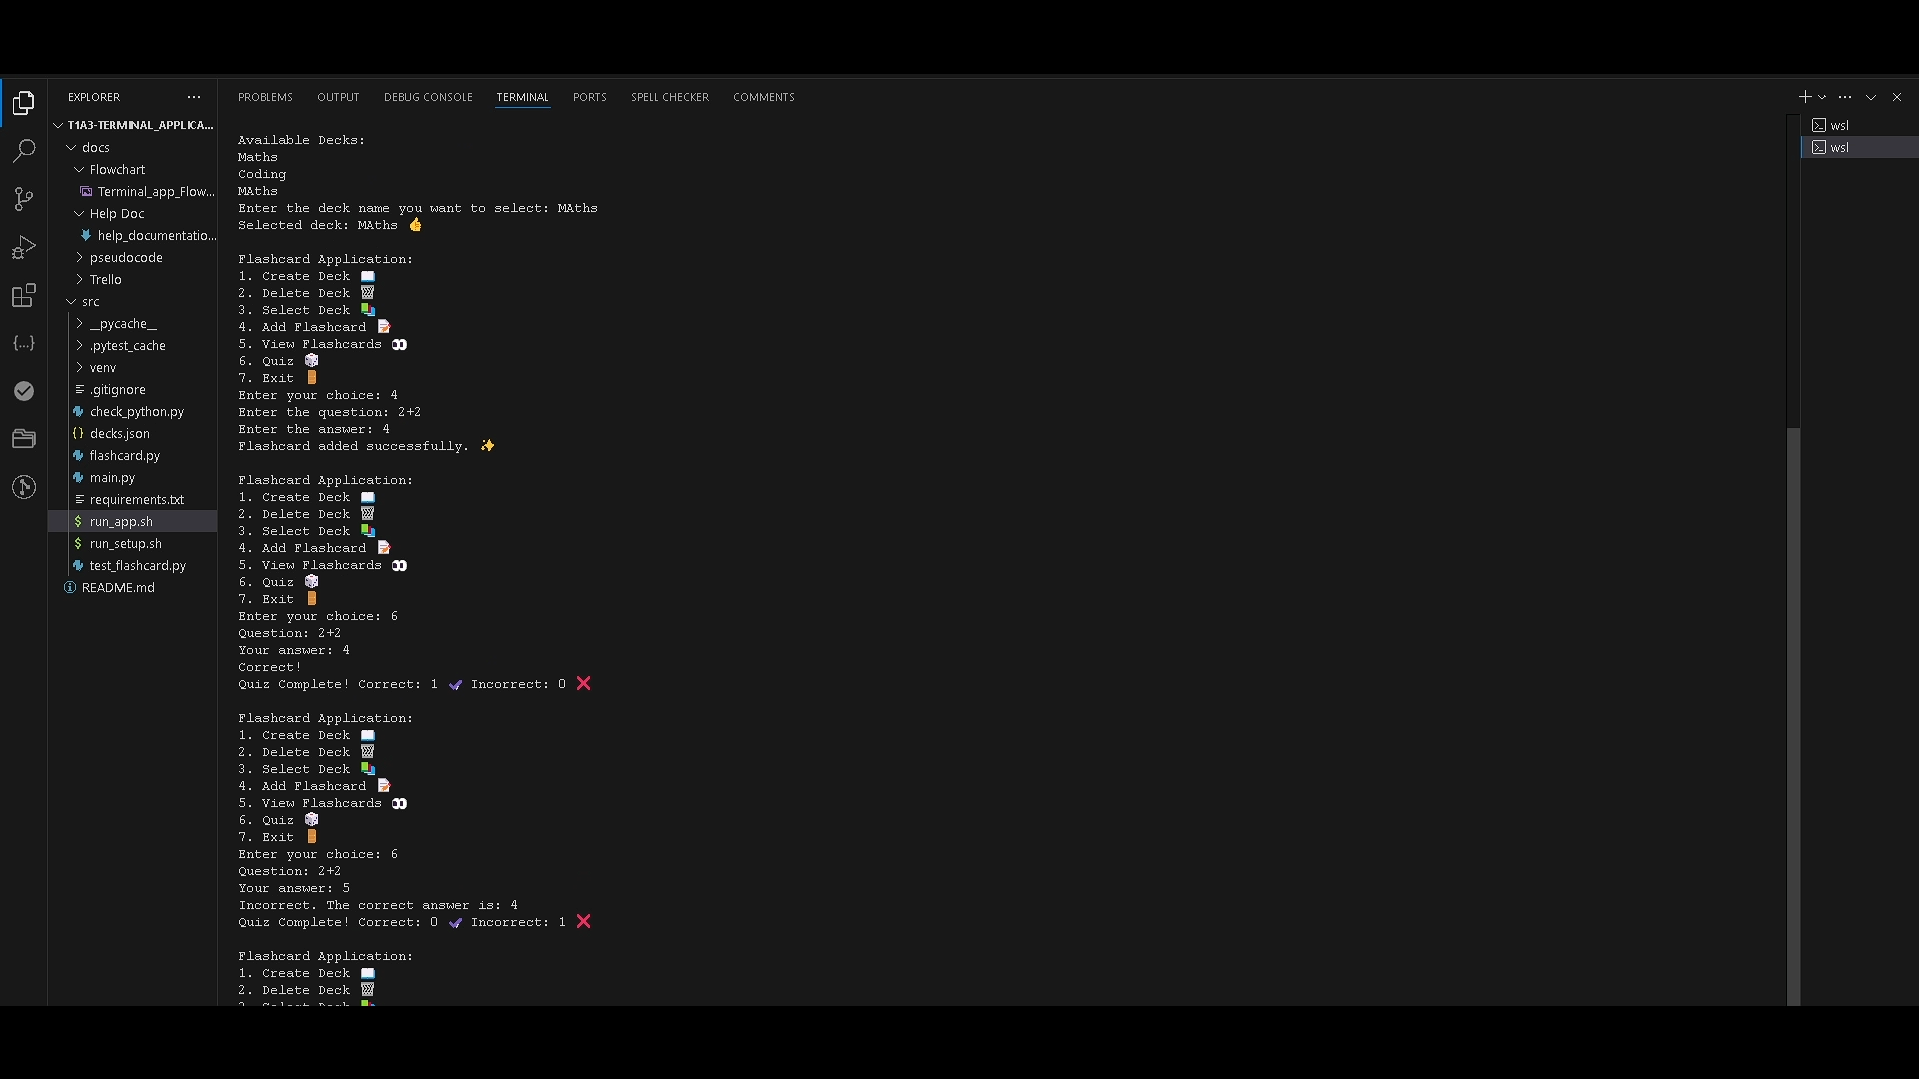 EXPLORER
T1A3-TERMINAL_APPLICA...
docs
Flowchart
Terminal_app_Flow...
Help Doc
help_documentatio...
pseudocode
Trello
src
__pycache__
.pytest_cache
venv
.gitignore
check_python.py
decks.json
flashcard.py
main.py
requirements.txt
run_app.sh
run_setup.sh
test_flashcard.py
README.md
PROBLEMS OUTPUT DEBUG CONSOLE TERMINAL PORTS SPELL CHECKER COMMENTS
Available Decks:
Maths
Coding
MAths
Enter the deck name you want to select: MAths
Selected deck: MAths 👍
Flashcard Application:
1. Create Deck
2. Delete Deck
3. Select Deck
4. Add Flashcard
5. View Flashcards
6. Quiz
7. Exit
Enter your choice: 4
Enter the question: 2+2
Enter the answer: 4
Flashcard added successfully. ✨
Flashcard Application:
1. Create Deck
2. Delete Deck
3. Select Deck
4. Add Flashcard
5. View Flashcards
6. Quiz
7. Exit
Enter your choice: 6
Question: 2+2
Your answer: 4
Correct!
Quiz Complete! Correct: 1 ✔ Incorrect: 0 ❌
Flashcard Application:
1. Create Deck
2. Delete Deck
3. Select Deck
4. Add Flashcard
5. View Flashcards
6. Quiz
7. Exit
Enter your choice: 6
Question: 2+2
Your answer: 5
Incorrect. The correct answer is: 4
Quiz Complete! Correct: 0 ✔ Incorrect: 1 ❌
Flashcard Application:
1. Create Deck
2. Delete Deck
3. Select Deck
wsl
wsl